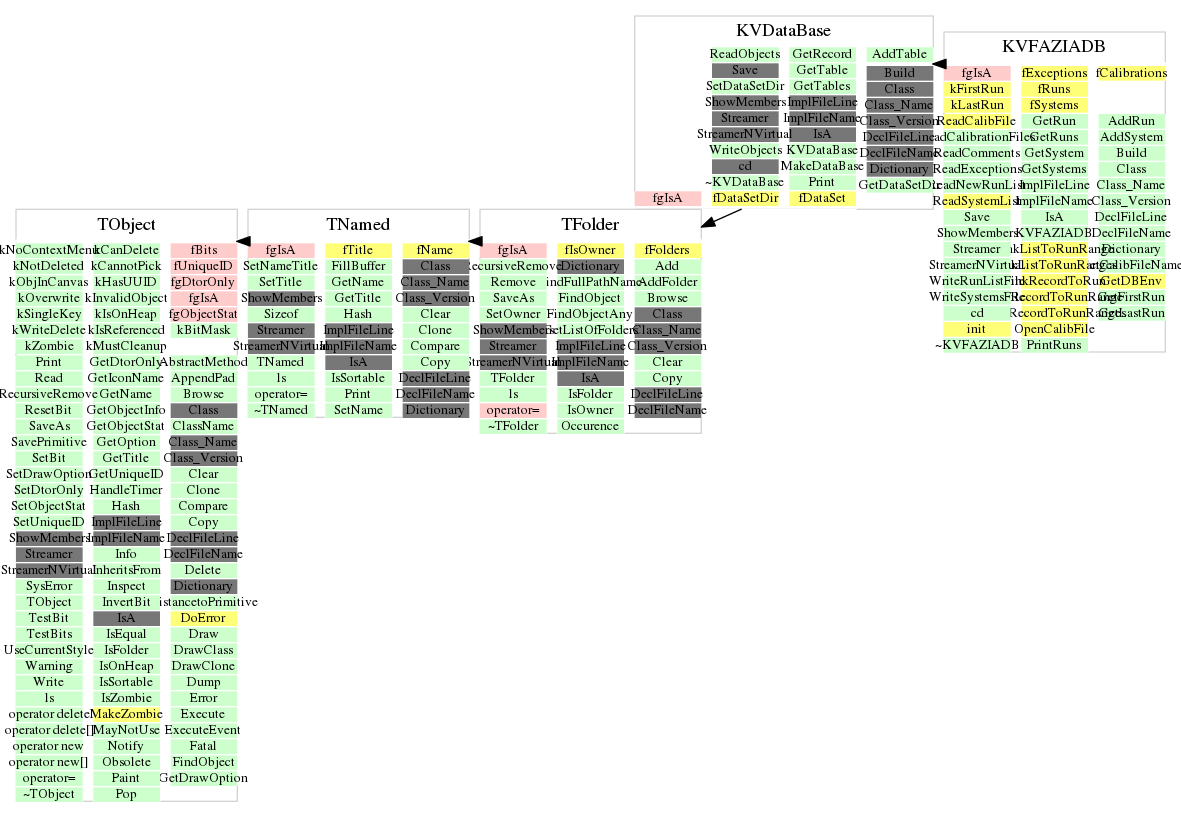 KVDataBase
ReadObjects GetRecord AddTable
Save GetTable Build
SetDataSetDir GetTables Class
ShowMembers ImplFileLine Class_Name
Streamer ImplFileName Class_Version
StreamerNVirtual IsA DeclFileLine
WriteObjects KVDataBase DeclFileName
cd MakeDataBase Dictionary
~KVDataBase Print GetDataSetDir
fgIsA fDataSetDir fDataSet
KVFAZIADB
fgIsA fExceptions fCalibrations
kFirstRun fRuns
kLastRun fSystems
ReadCalibFile GetRun AddRun
eadCalibrationFiles GetRuns AddSystem
ReadComments GetSystem Build
ReadExceptions GetSystems Class
eadNewRunList ImplFileLine Class_Name
ReadSystemList ImplFileName Class_Version
Save IsA DeclFileLine
ShowMembers KVFAZIADB DeclFileName
Streamer kListToRunRange Dictionary
StreamerNVirtual ListToRunRanges CalibFileName
WriteRunListFile kRecordToRun GetDBEnv
WriteSystemsFile RecordToRunRange GetFirstRun
cd RecordToRunRanges GetLastRun
init OpenCalibFile
~KVFAZIADB PrintRuns
TObject
kNoContextMenu kCanDelete fBits
kNotDeleted kCannotPick fUniqueID
kObjInCanvas kHasUUID fgDtorOnly
kOverwrite kInvalidObject fgIsA
kSingleKey kIsOnHeap fgObjectStat
kWriteDelete kIsReferenced kBitMask
kZombie kMustCleanup
Print GetDtorOnly AbstractMethod
Read GetIconName AppendPad
RecursiveRemove GetName Browse
ResetBit GetObjectInfo Class
SaveAs GetObjectStat ClassName
SavePrimitive GetOption Class_Name
SetBit GetTitle Class_Version
SetDrawOption GetUniqueID Clear
SetDtorOnly HandleTimer Clone
SetObjectStat Hash Compare
SetUniqueID ImplFileLine Copy
ShowMembers ImplFileName DeclFileLine
Streamer Info DeclFileName
StreamerNVirtual InheritsFrom Delete
SysError Inspect Dictionary
TObject InvertBit istancetoPrimitive
TestBit IsA DoError
TestBits IsEqual Draw
UseCurrentStyle IsFolder DrawClass
Warning IsOnHeap DrawClone
Write IsSortable Dump
ls IsZombie Error
operator delete MakeZombie Execute
operator delete[] MayNotUse ExecuteEvent
operator new Notify Fatal
operator new[] Obsolete FindObject
operator= Paint GetDrawOption
~TObject Pop
TNamed
fgIsA fTitle fName
SetNameTitle FillBuffer Class
SetTitle GetName Class_Name
ShowMembers GetTitle Class_Version
Sizeof Hash Clear
Streamer ImplFileLine Clone
StreamerNVirtual ImplFileName Compare
TNamed IsA Copy
ls IsSortable DeclFileLine
operator= Print DeclFileName
~TNamed SetName Dictionary
TFolder
fgIsA fIsOwner fFolders
RecursiveRemove Dictionary Add
Remove indFullPathName AddFolder
SaveAs FindObject Browse
SetOwner FindObjectAny Class
ShowMembers etListOfFolders Class_Name
Streamer ImplFileLine Class_Version
StreamerNVirtual ImplFileName Clear
TFolder IsA Copy
ls IsFolder DeclFileLine
operator= IsOwner DeclFileName
~TFolder Occurence